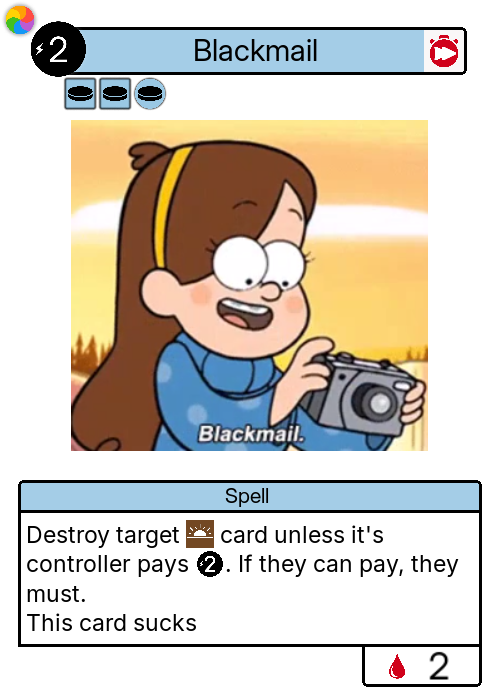 2
Blackmail
Blackmail.
Spell
Destroy target card unless it's
controller pays 2. If they can pay, they
must.
This card sucks
2